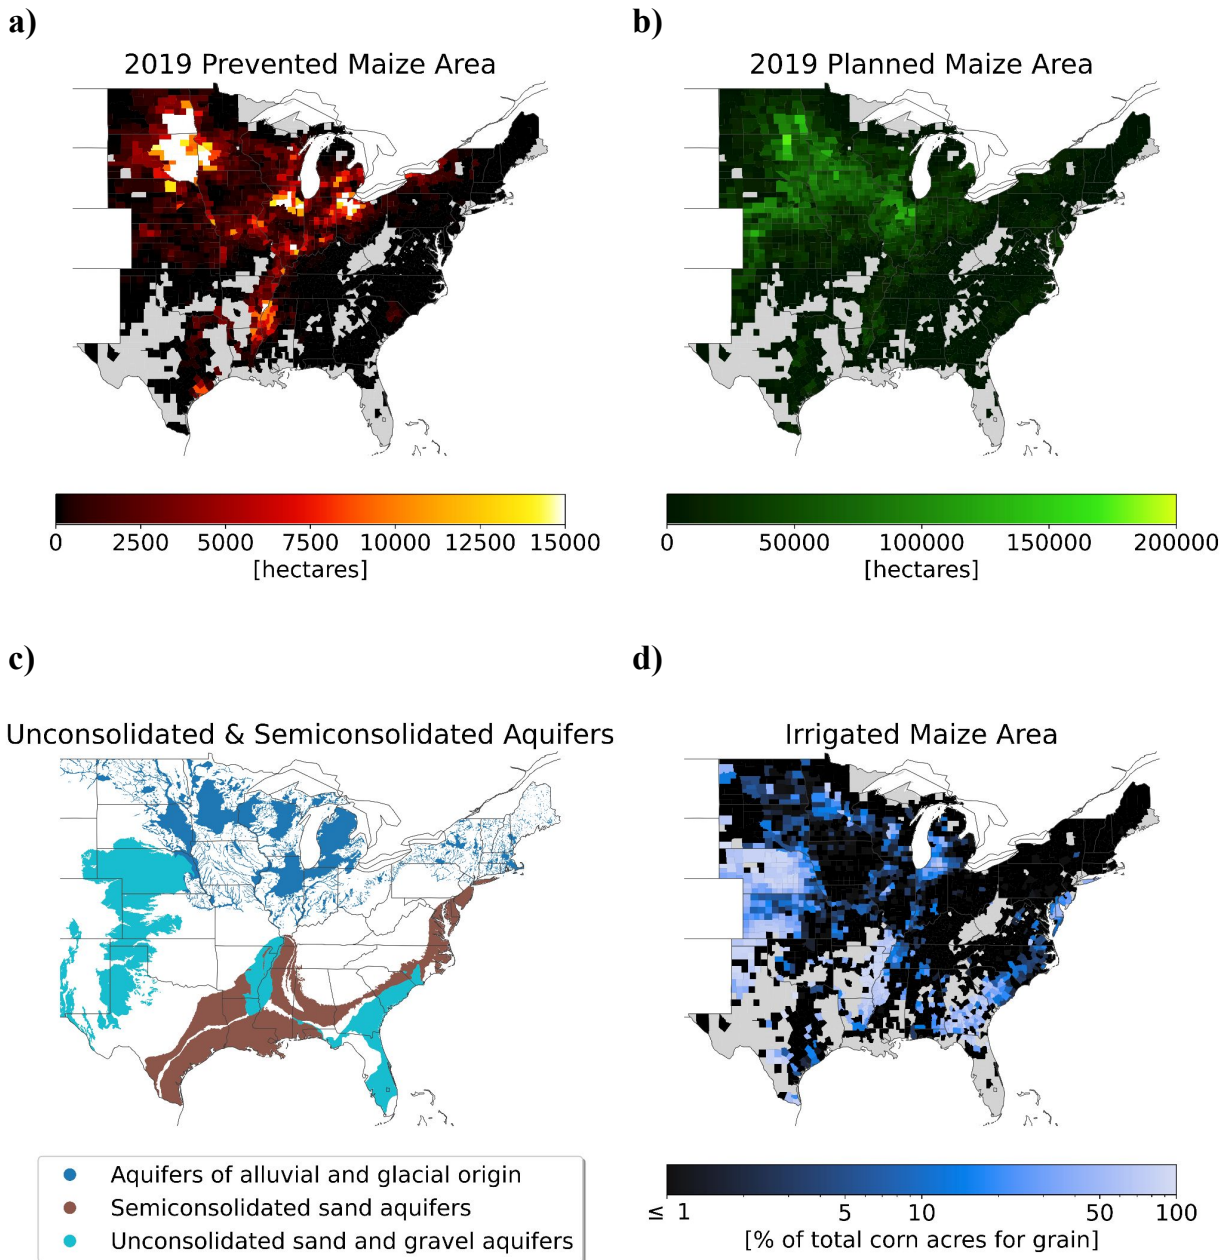 a)
b)
2019 Prevented Maize Area
2019 Planned Maize Area
0 2500 5000 7500 10000 12500 15000
[hectares]
0 50000 100000 150000 200000
[hectares]
c)
d)
Unconsolidated & Semiconsolidated Aquifers
Irrigated Maize Area
Aquifers of alluvial and glacial origin
Semiconsolidated sand aquifers
Unconsolidated sand and gravel aquifers
≤ 1 5 10 50 100
[% of total corn acres for grain]